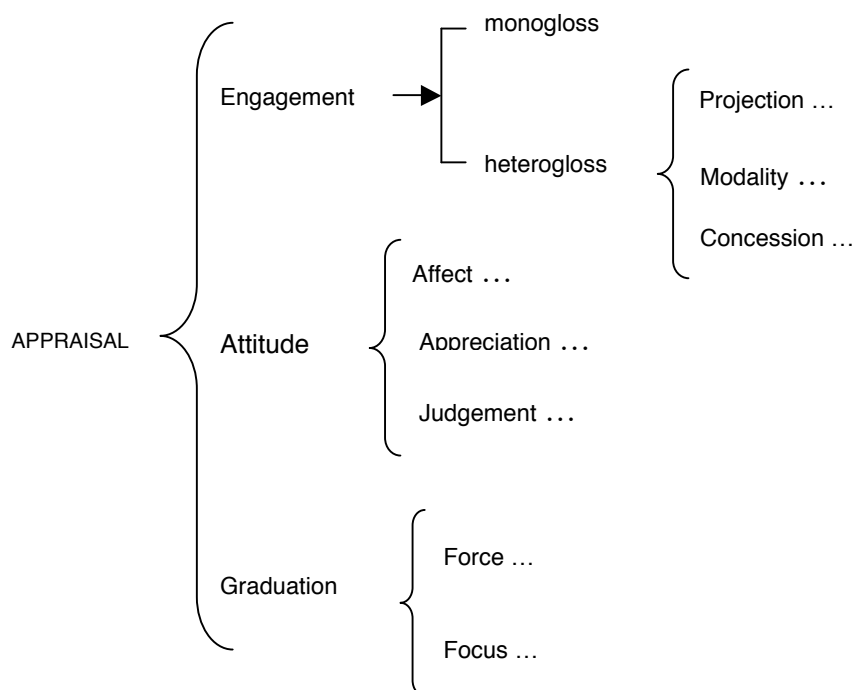 monogloss
Engagement
heterogloss
Projection …
Modality …
Concession …
APPRAISAL
Attitude
Affect …
Appreciation …
Judgement …
Graduation
Force …
Focus …